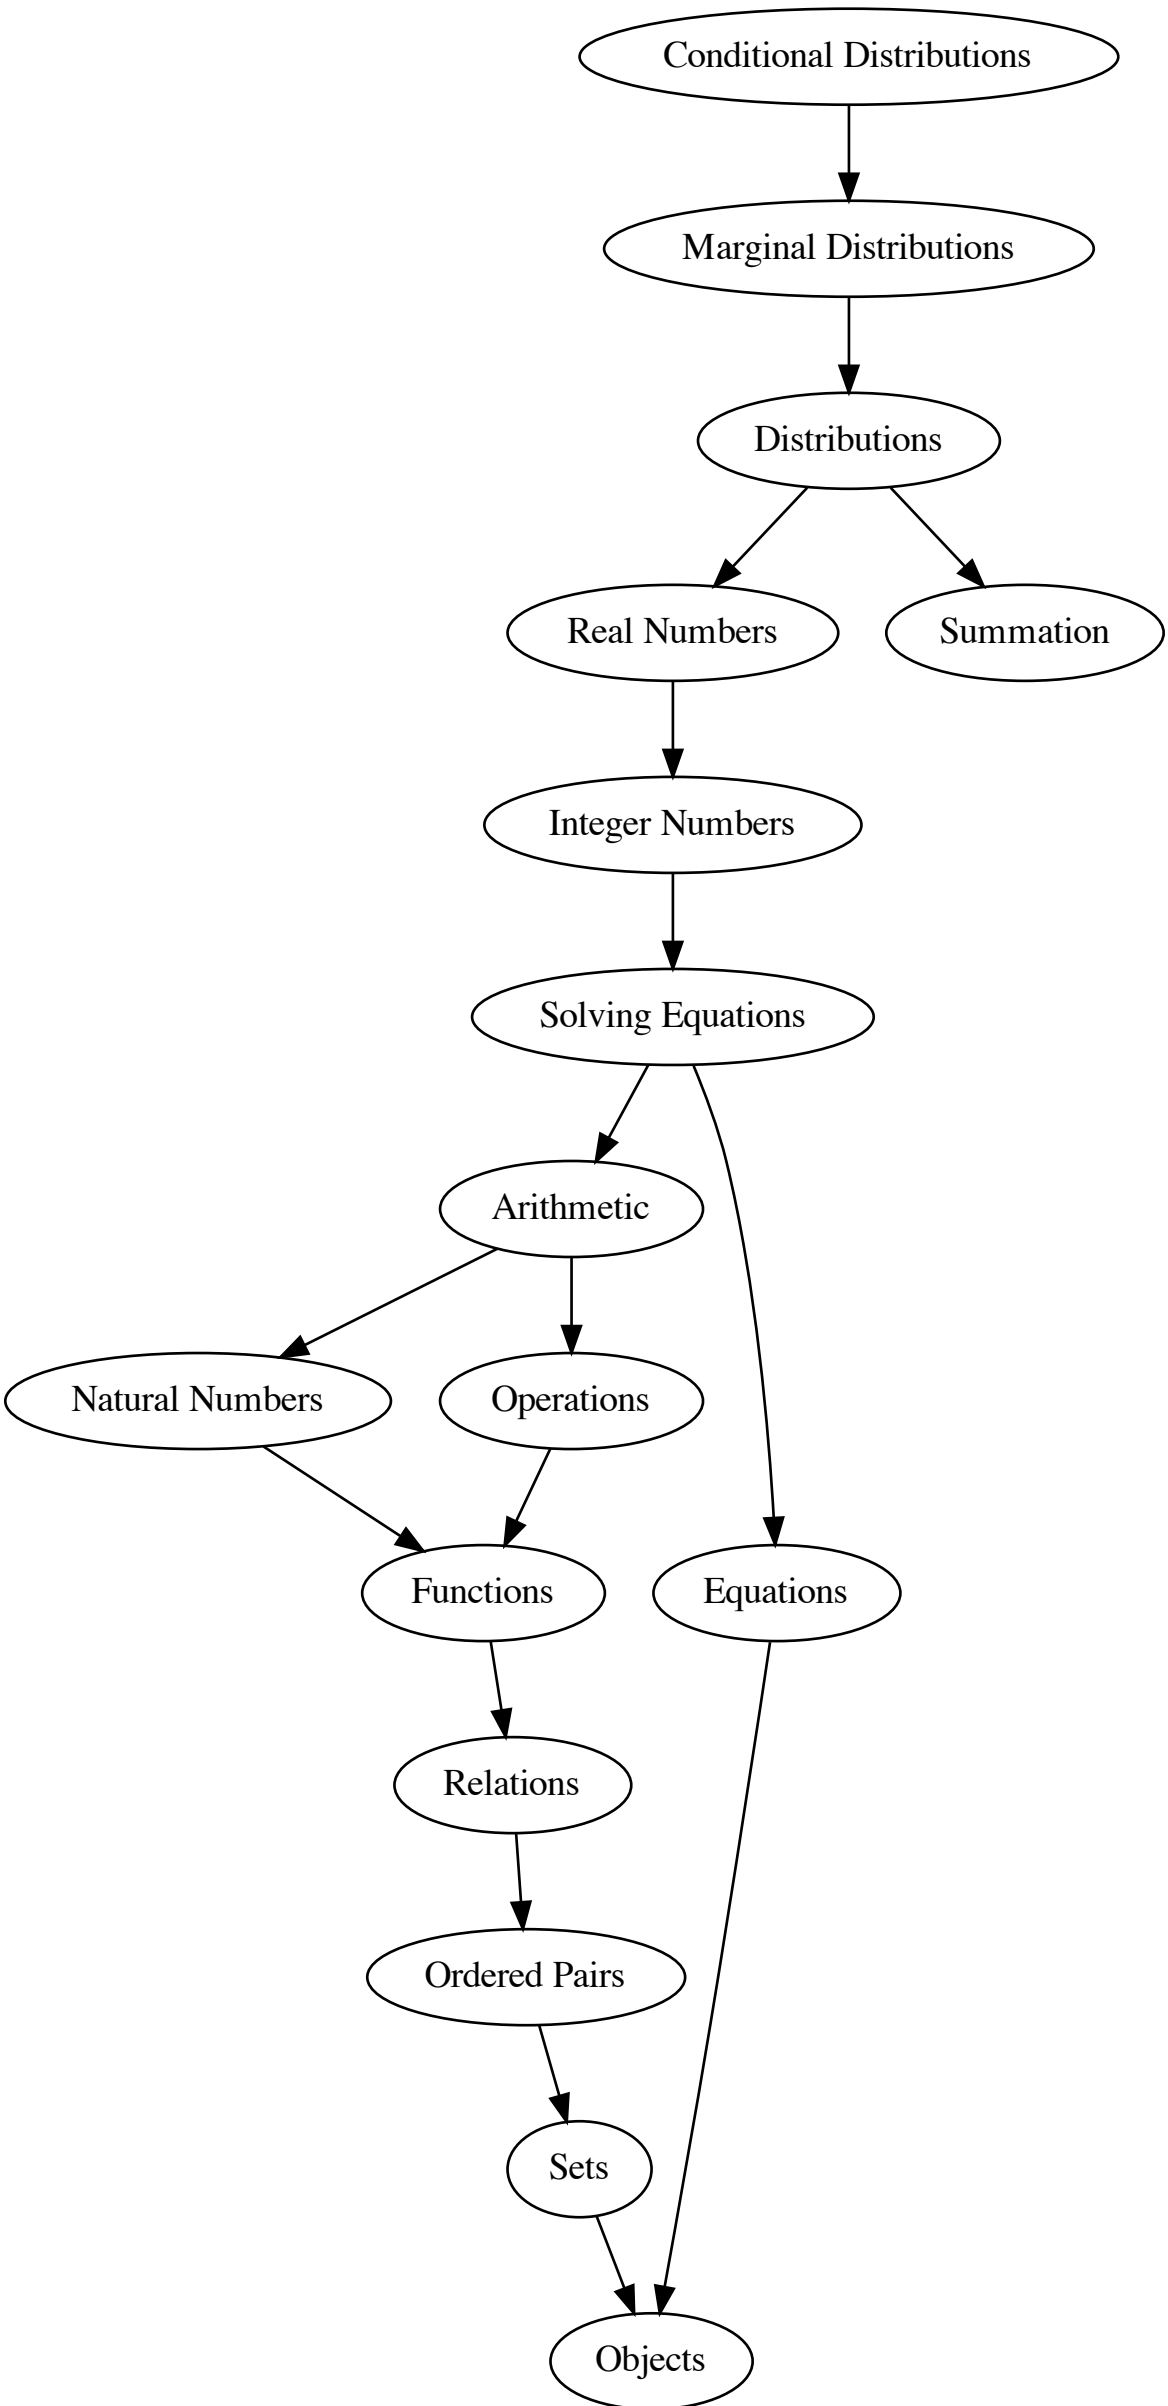 Conditional Distributions
Marginal Distributions
Distributions
Real Numbers
Summation
Integer Numbers
Solving Equations
Arithmetic
Natural Numbers
Operations
Functions
Equations
Relations
Ordered Pairs
Sets
Objects